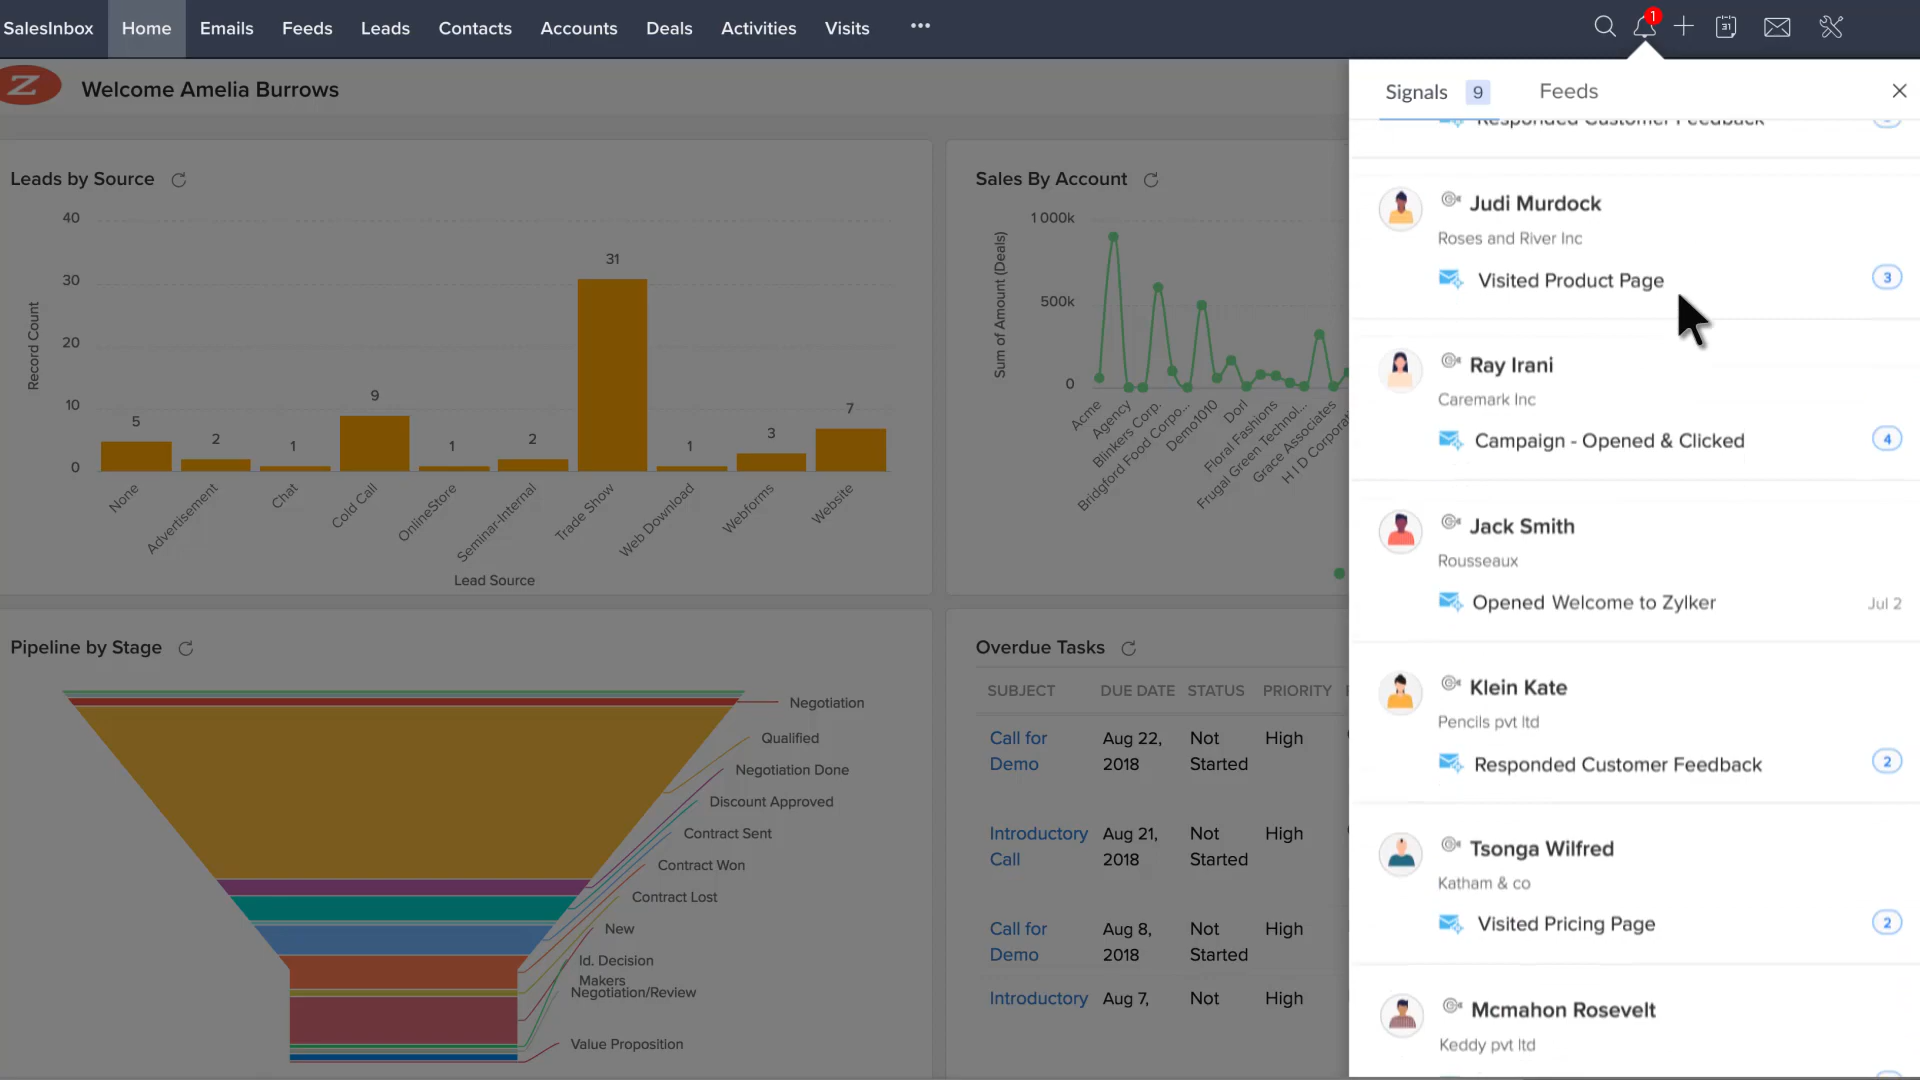 SalesInbox Home Emails Feeds Leads Contacts Accounts Deals Activities Visits •••
1
31
Z
Welcome Amelia Burrows
Signals 9 Feeds
Responded Customer Feedback
Leads by Source
40
30
20
10
0
Record Count
5
2
1
9
1
2
31
1
3
7
None
Advertisement
Chat
Cold Call
OnlineStore
Seminar-Internal
Trade Show
Web Download
Webforms
Website
Lead Source
Sales By Account
1 000k
500k
0
Sum of Amount (Deals)
Acme
Agency
Blinkers Corp.
Bridgford Food Corpo...
Demo1010
Dorl
Floral Fashions
Frugal Green Technol...
Grace Associates
H I D Corporat
Pipeline by Stage
Negotiation
Qualified
Negotiation Done
Discount Approved
Contract Sent
Contract Won
Contract Lost
New
Id. Decision
Makers
Negotiation/Review
Value Proposition
Overdue Tasks
SUBJECT DUE DATE STATUS PRIORITY
Call for Aug 22, Not High
Demo 2018 Started
Introductory Aug 21, Not High
Call 2018 Started
Call for Aug 8, Not High
Demo 2018 Started
Introductory Aug 7, Not High
Judi Murdock
Roses and River Inc
Visited Product Page 3
Ray Irani
Caremark Inc
Campaign - Opened & Clicked 4
Jack Smith
Rousseaux
Opened Welcome to Zylker Jul 2
Klein Kate
Pencils pvt ltd
Responded Customer Feedback 2
Tsonga Wilfred
Katham & co
Visited Pricing Page 2
Mcmahon Rosevelt
Keddy pvt ltd